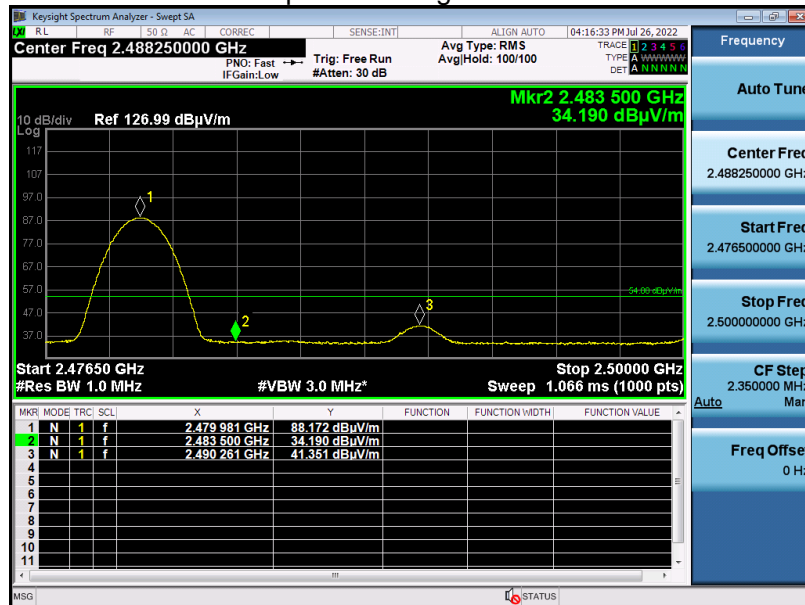 Keysight Spectrum Analyzer - Swept SA
LXI RL RF 50 Ω AC CORREC SENSE:INT ALIGN AUTO 04:16:33 PM Jul 26, 2022
Center Freq 2.488250000 GHz
PNO: Fast
IFGain:Low
Trig: Free Run
#Atten: 30 dB
Avg Type: RMS
Avg|Hold: 100/100
TRACE 1 2 3 4 5 6
TYPE A WWWWW
DET A N N N N N
Mkr2 2.483 500 GHz
34.190 dBµV/m
10 dB/div Ref 126.99 dBµV/m
Log
117
107
97.0
87.0
77.0
67.0
57.0
47.0
37.0
1
2
3
54.00 dBµV/m
Start 2.47650 GHz Stop 2.50000 GHz
#Res BW 1.0 MHz #VBW 3.0 MHz* Sweep 1.066 ms (1000 pts)
MKR MODE TRC SCL X Y FUNCTION FUNCTION WIDTH FUNCTION VALUE
1 N 1 f 2.479 981 GHz 88.172 dBµV/m
2 N 1 f 2.483 500 GHz 34.190 dBµV/m
3 N 1 f 2.490 261 GHz 41.351 dBµV/m
4
5
6
7
8
9
10
11
MSG STATUS
Frequency
Auto Tune
Center Freq
2.488250000 GHz
Start Freq
2.476500000 GHz
Stop Freq
2.500000000 GHz
CF Step
2.350000 MHz
Auto Man
Freq Offset
0 Hz